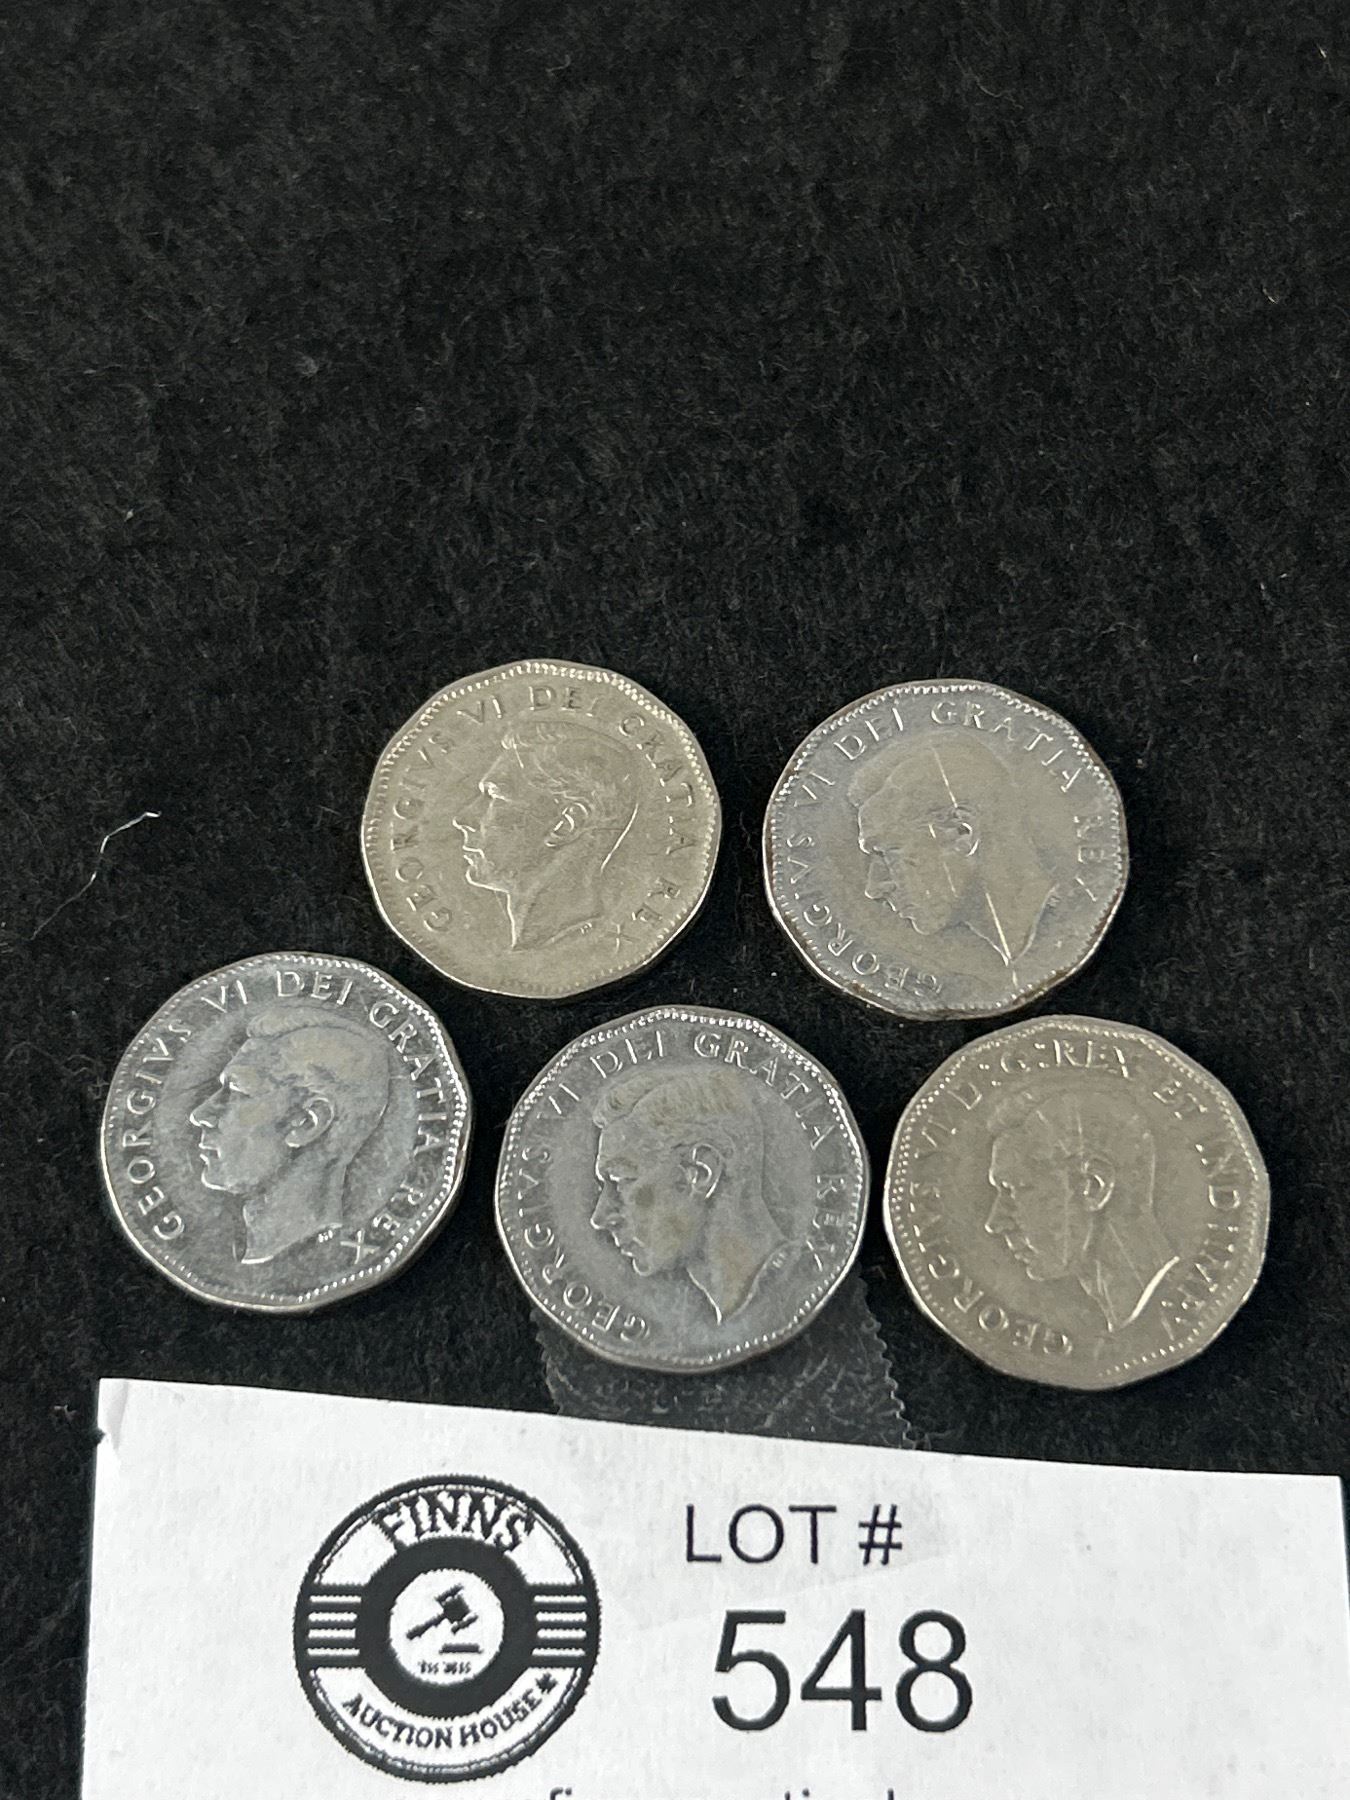 GEORGIVS VI DEI GRATIA REX
GEORGIVS VI DEI GRATIA REX
GEORGIVS VI DEI GRATIA REX
GEORGIVS VI DEI GRATIA REX
GEORGIVS VI D:G:REX ET IND:IMP:
FINNS
AUCTION HOUSE
LOT #
548